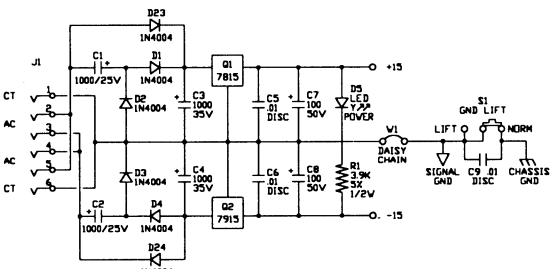 D23
1N4004
J1
C1
+
1000/25V
D1
1N4004
Q1
7815
+15
CT
1
2
AC
3
AC
4
5
CT
6
D2
1N4004
+
C3
1000
35V
C5
.01
DISC
+
C7
100
50V
D5
LED
Y
POWER
W1
DAISY
CHAIN
S1
GND LIFT
LIFT
NORM
SIGNAL
GND
C9 .01
DISC
CHASSIS
GND
D3
1N4004
+
C4
1000
35V
C6
.01
DISC
+
C8
100
50V
R1
3.9K
5%
1/2W
+
C2
1000/25V
D4
1N4004
Q2
7915
-15
D24